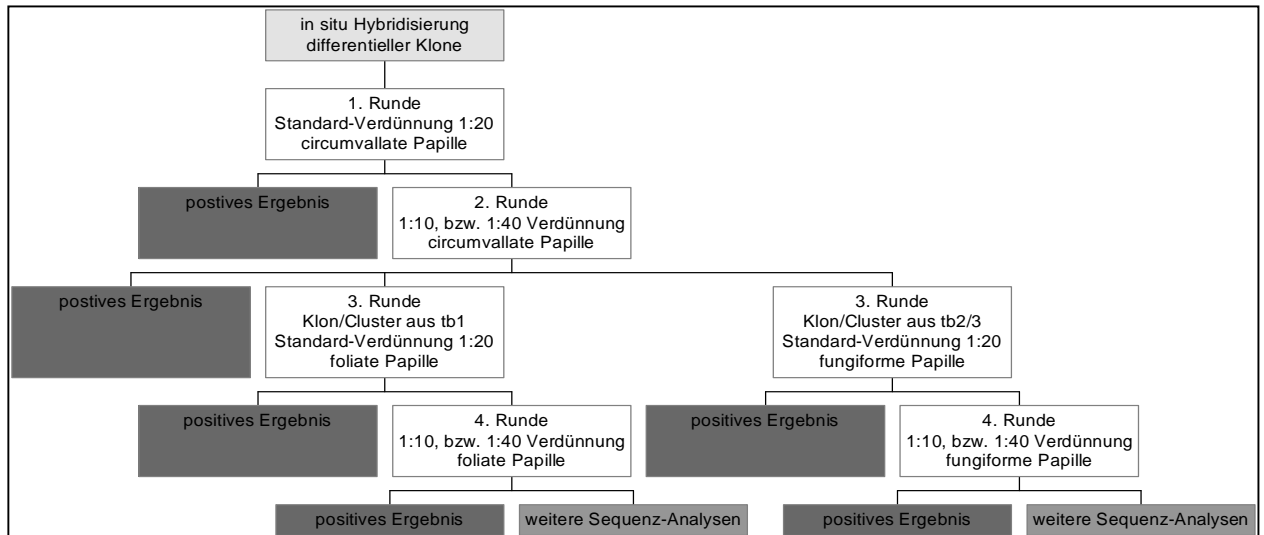 in situ Hybridisierung
differentieller Klone
1. Runde
Standard-Verdünnung 1:20
circumvallate Papille
postives Ergebnis
2. Runde
1:10, bzw. 1:40 Verdünnung
circumvallate Papille
postives Ergebnis
3. Runde
Klon/Cluster aus tb1
Standard-Verdünnung 1:20
foliate Papille
3. Runde
Klon/Cluster aus tb2/3
Standard-Verdünnung 1:20
fungiforme Papille
positives Ergebnis
4. Runde
1:10, bzw. 1:40 Verdünnung
foliate Papille
positives Ergebnis
4. Runde
1:10, bzw. 1:40 Verdünnung
fungiforme Papille
positives Ergebnis
weitere Sequenz-Analysen
positives Ergebnis
weitere Sequenz-Analysen